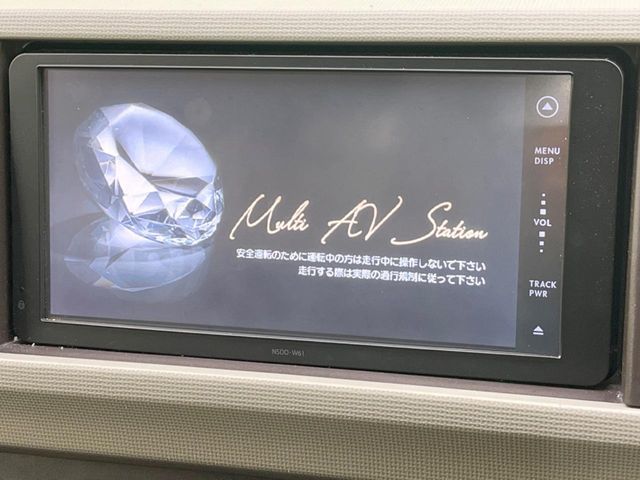 Multi AV Station
安全運転のために運転中の方は走行中に操作しないで下さい
走行する際は実際の通行規制に従って下さい
MENU
DISP
VOL
TRACK
PWR
NSDD-W61